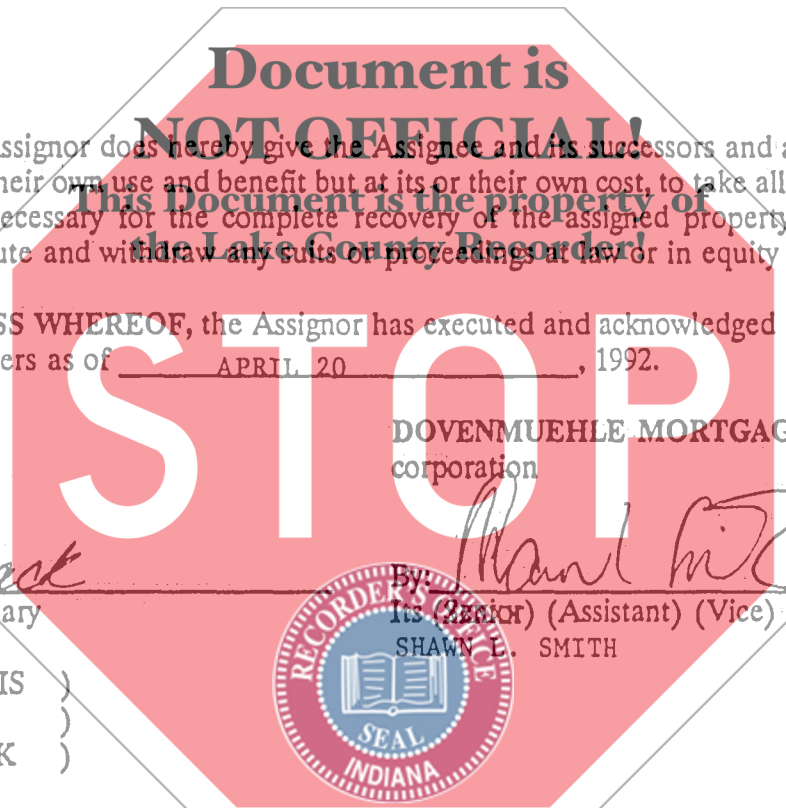 Document is
NOT OFFICIAL!
This Document is the property of
the Lake County Recorder!
ssignor does hereby give the Assignee and its successors and a
heir own use and benefit but at its or their own cost, to take all
ecessary for the complete recovery of the assigned property
ute and withdraw any suits or proceedings at law or in equity
SS WHEREOF, the Assignor has executed and acknowledged
ers as of APRIL 20, 1992.
STOP
DOVENMUEHLE MORTGAG
corporation
By:
ary
Its (Senior) (Assistant) (Vice)
SHAWN L. SMITH
IS )
)
K )
RECORDER'S OFFICE
SEAL
INDIANA